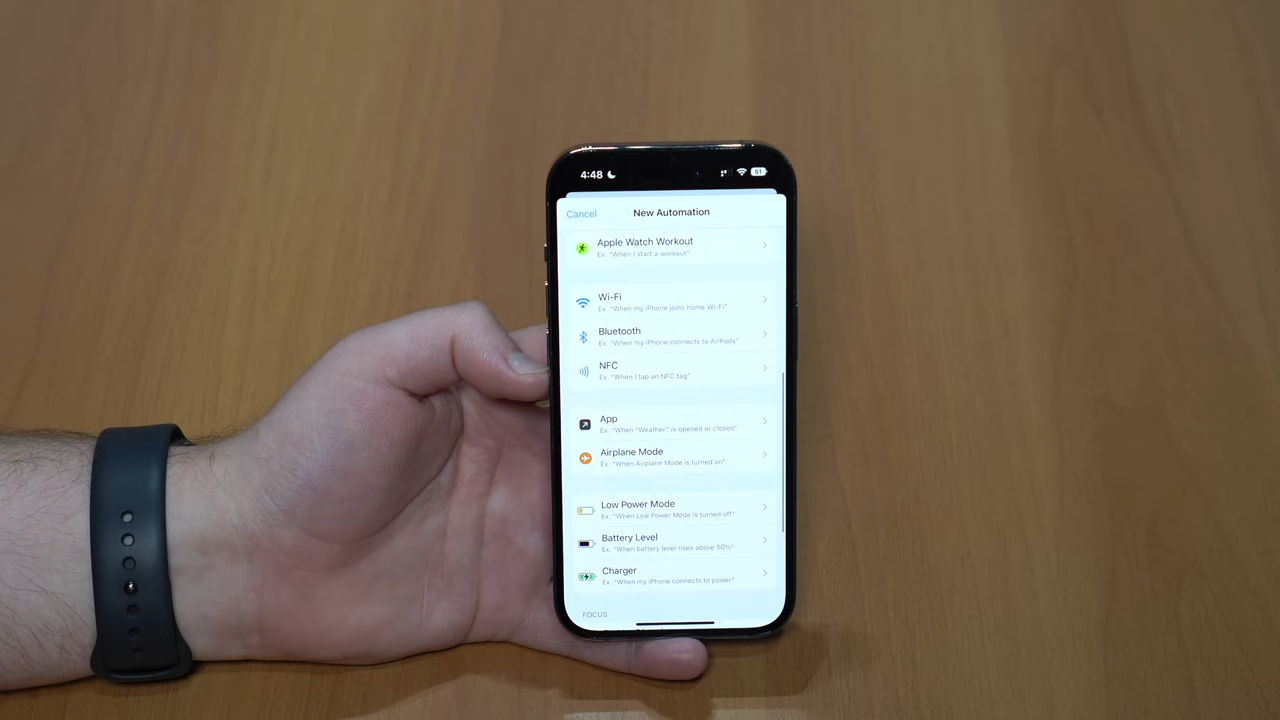 4:48
51
Cancel
New Automation
Apple Watch Workout
Ex. "When I start a workout"
Wi-Fi
Ex. "When my iPhone joins home Wi-Fi"
Bluetooth
Ex. "When my iPhone connects to AirPods"
NFC
Ex. "When I tap an NFC tag"
App
Ex. "When "Weather" is opened or closed"
Airplane Mode
Ex. "When Airplane Mode is turned on"
Low Power Mode
Ex. "When Low Power Mode is turned off"
Battery Level
Ex. "When battery level rises above 50%"
Charger
Ex. "When my iPhone connects to power"
FOCUS